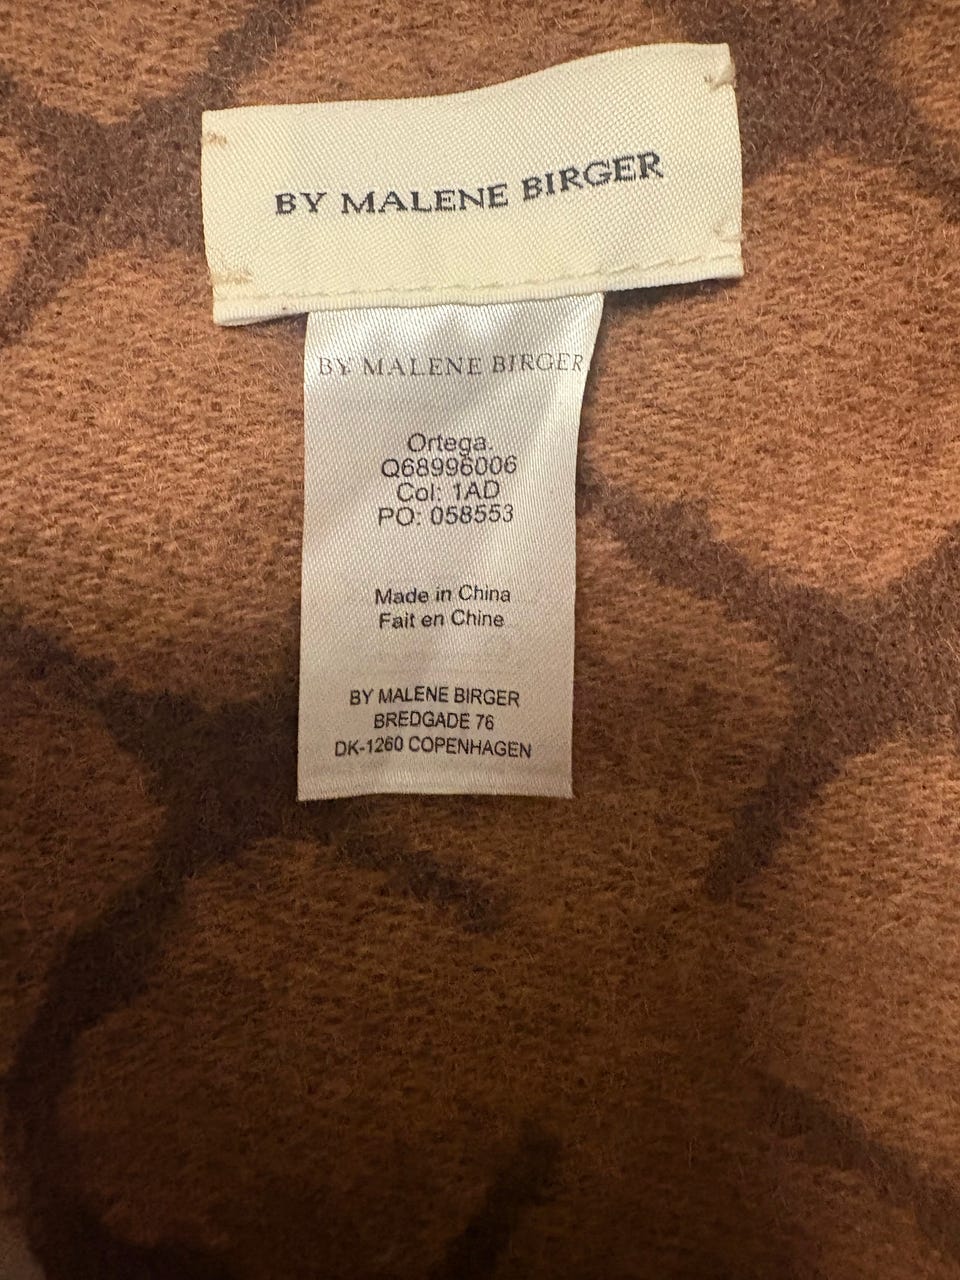 BY MALENE BIRGER
BY MALENE BIRGER
Ortega.
Q68996006
Col: 1AD
PO: 058553
Made in China
Fait en Chine
BY MALENE BIRGER
BREDGADE 76
DK-1260 COPENHAGEN